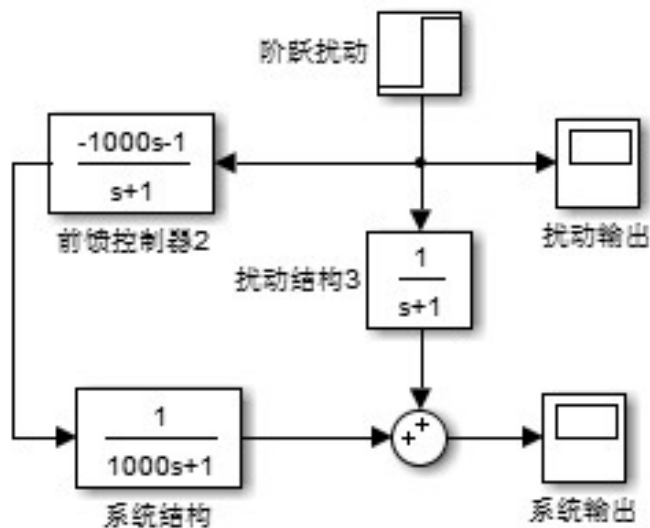 阶跃扰动
-1000s-1
s+1
前馈控制器2
扰动输出
扰动结构3
1
s+1
1
1000s+1
系统结构
++
系统输出